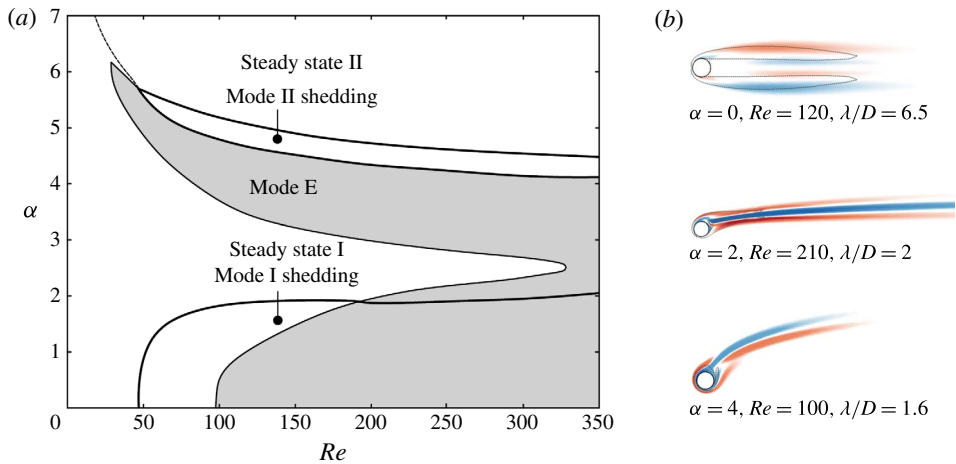 (a)
7
6
5
4
3
2
1
α
Steady state II
Mode II shedding
Mode E
Steady state I
Mode I shedding
0 50 100 150 200 250 300 350
Re
(b)
α = 0, Re = 120, λ/D = 6.5
α = 2, Re = 210, λ/D = 2
α = 4, Re = 100, λ/D = 1.6